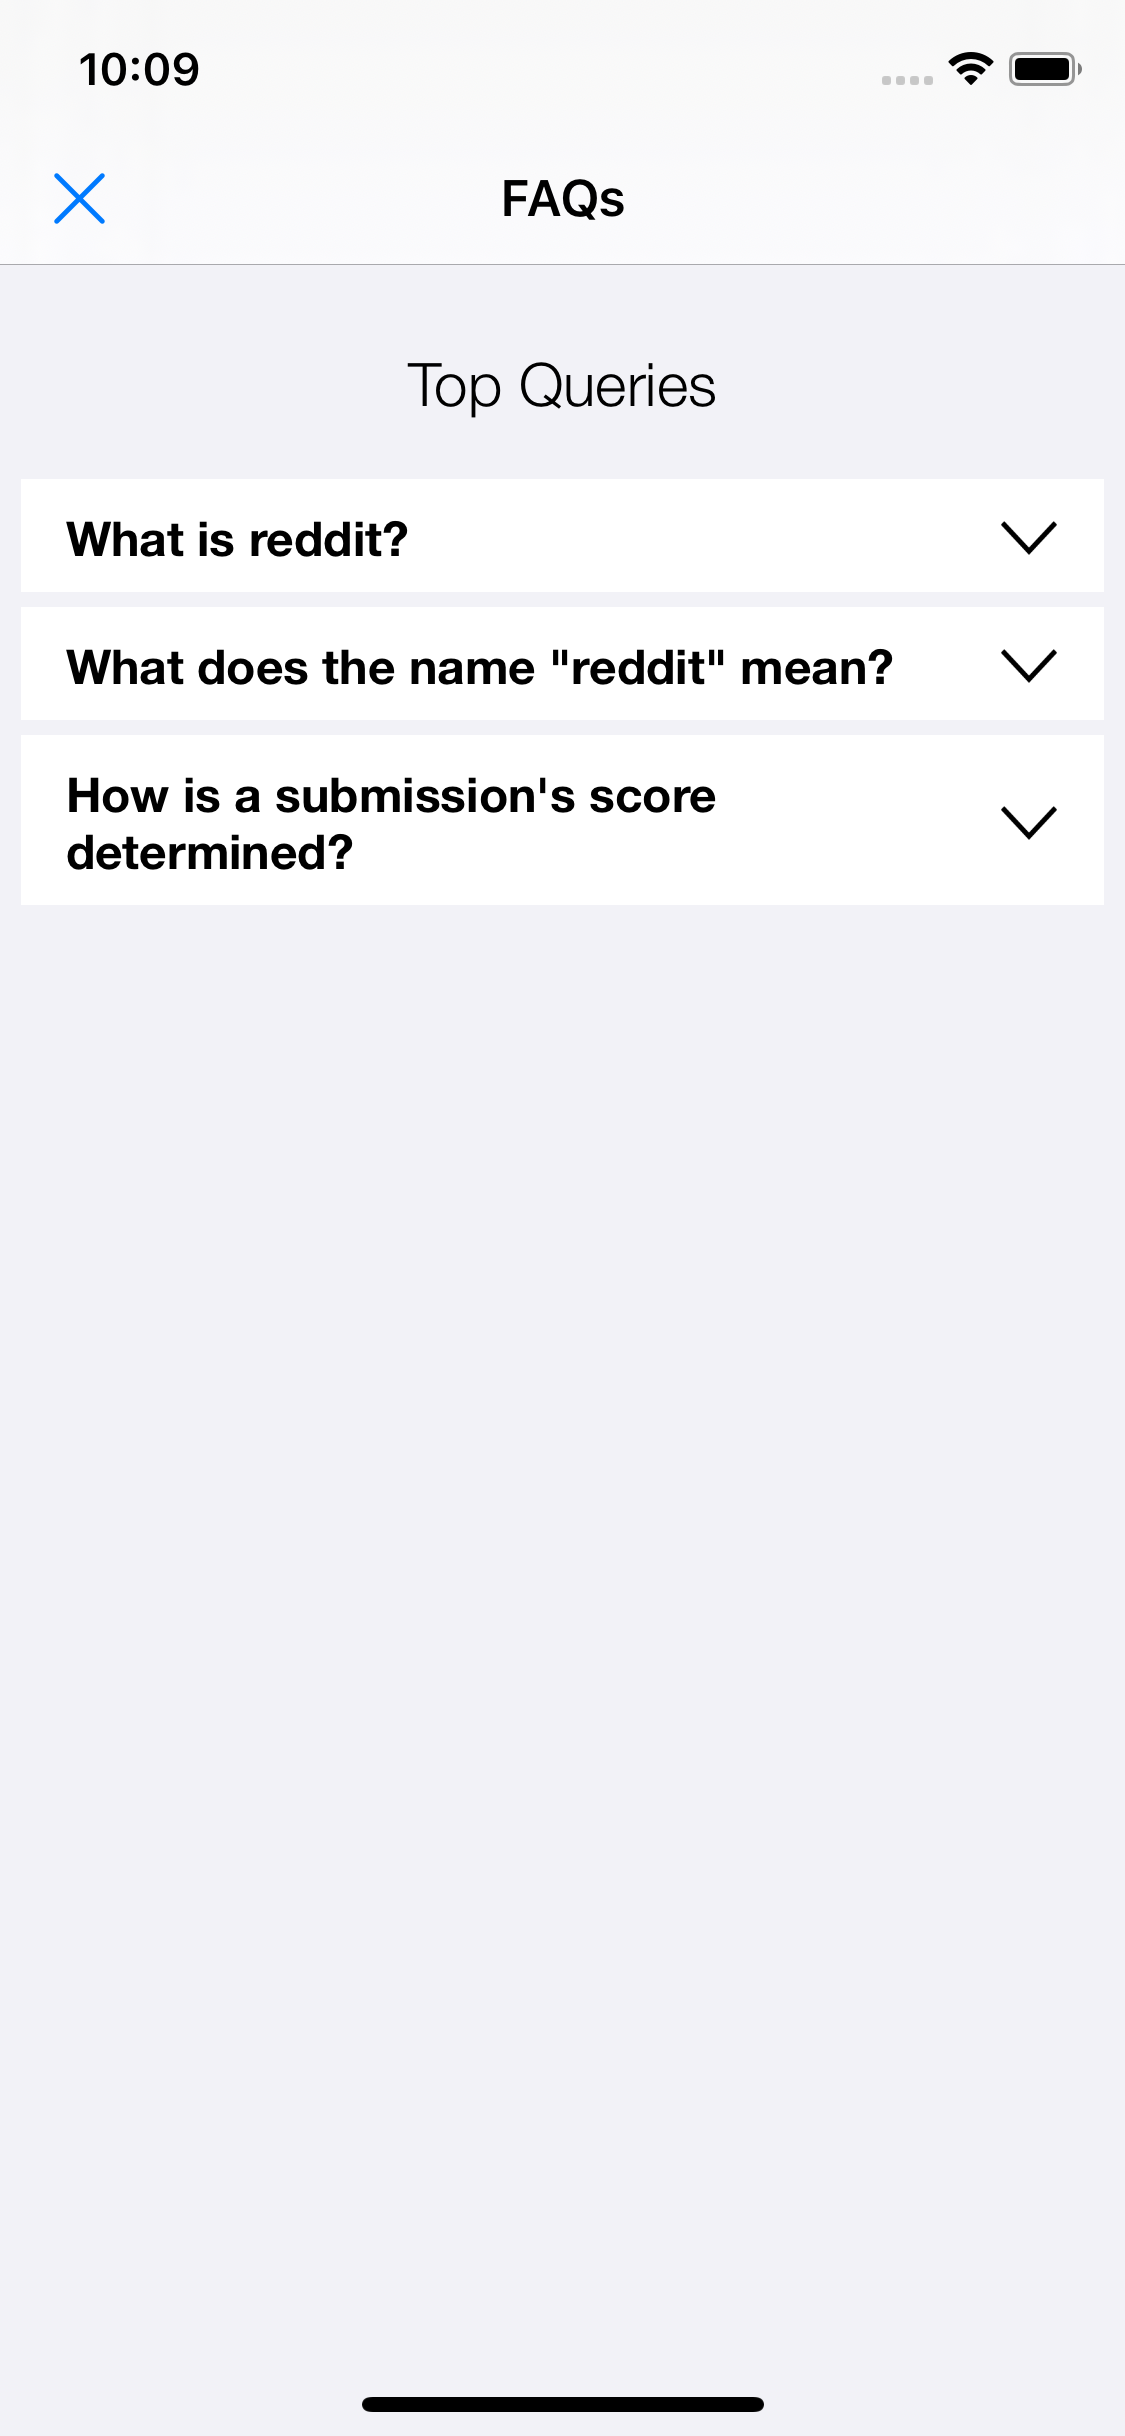 10:09
FAQs
Top Queries
What is reddit?
What does the name "reddit" mean?
How is a submission's score
determined?